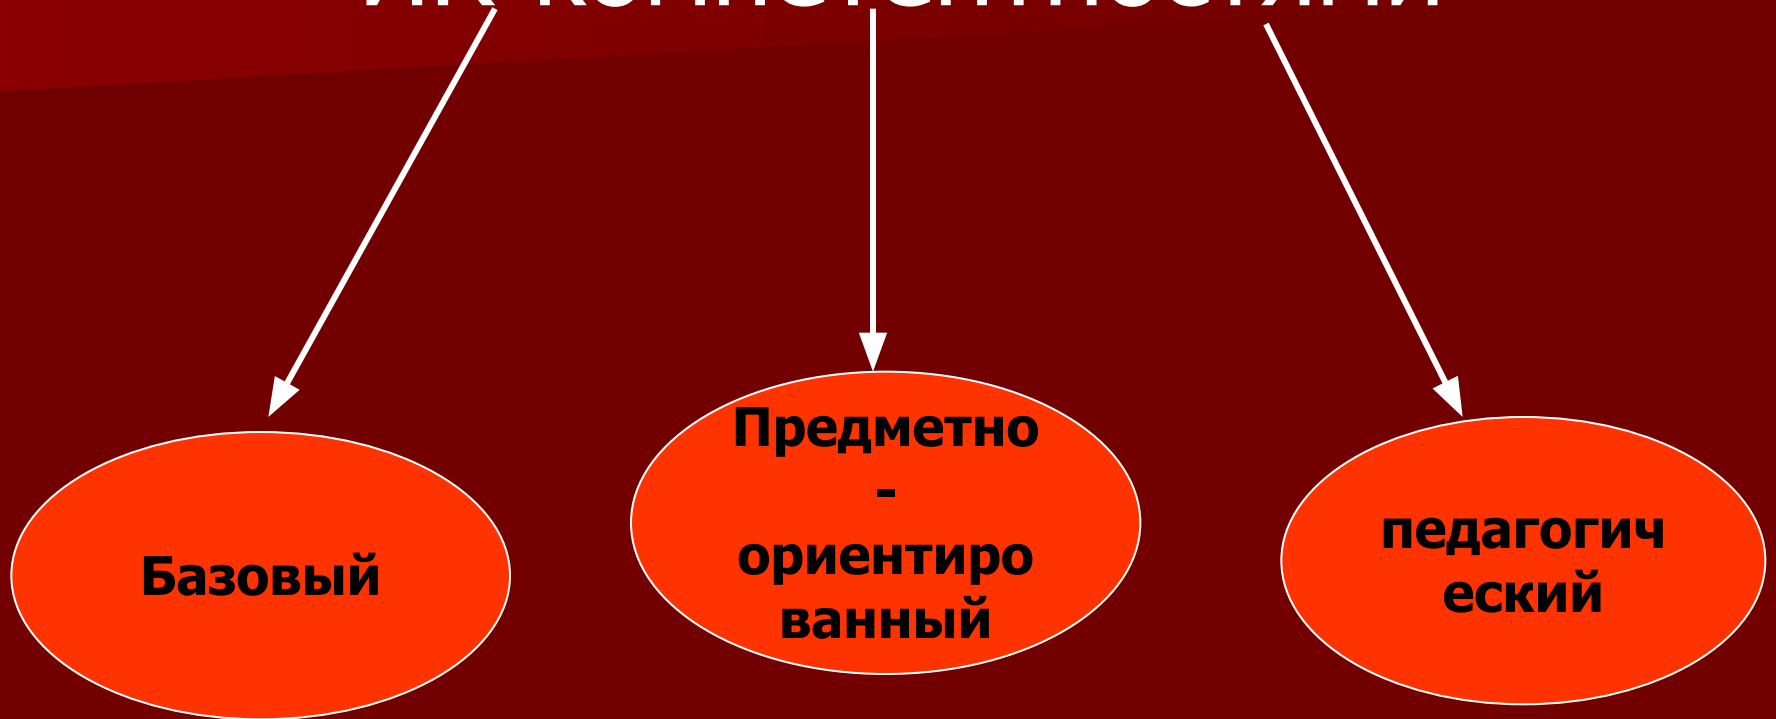 Базовый
Предметно
-
ориентиро
ванный
педагогич
еский